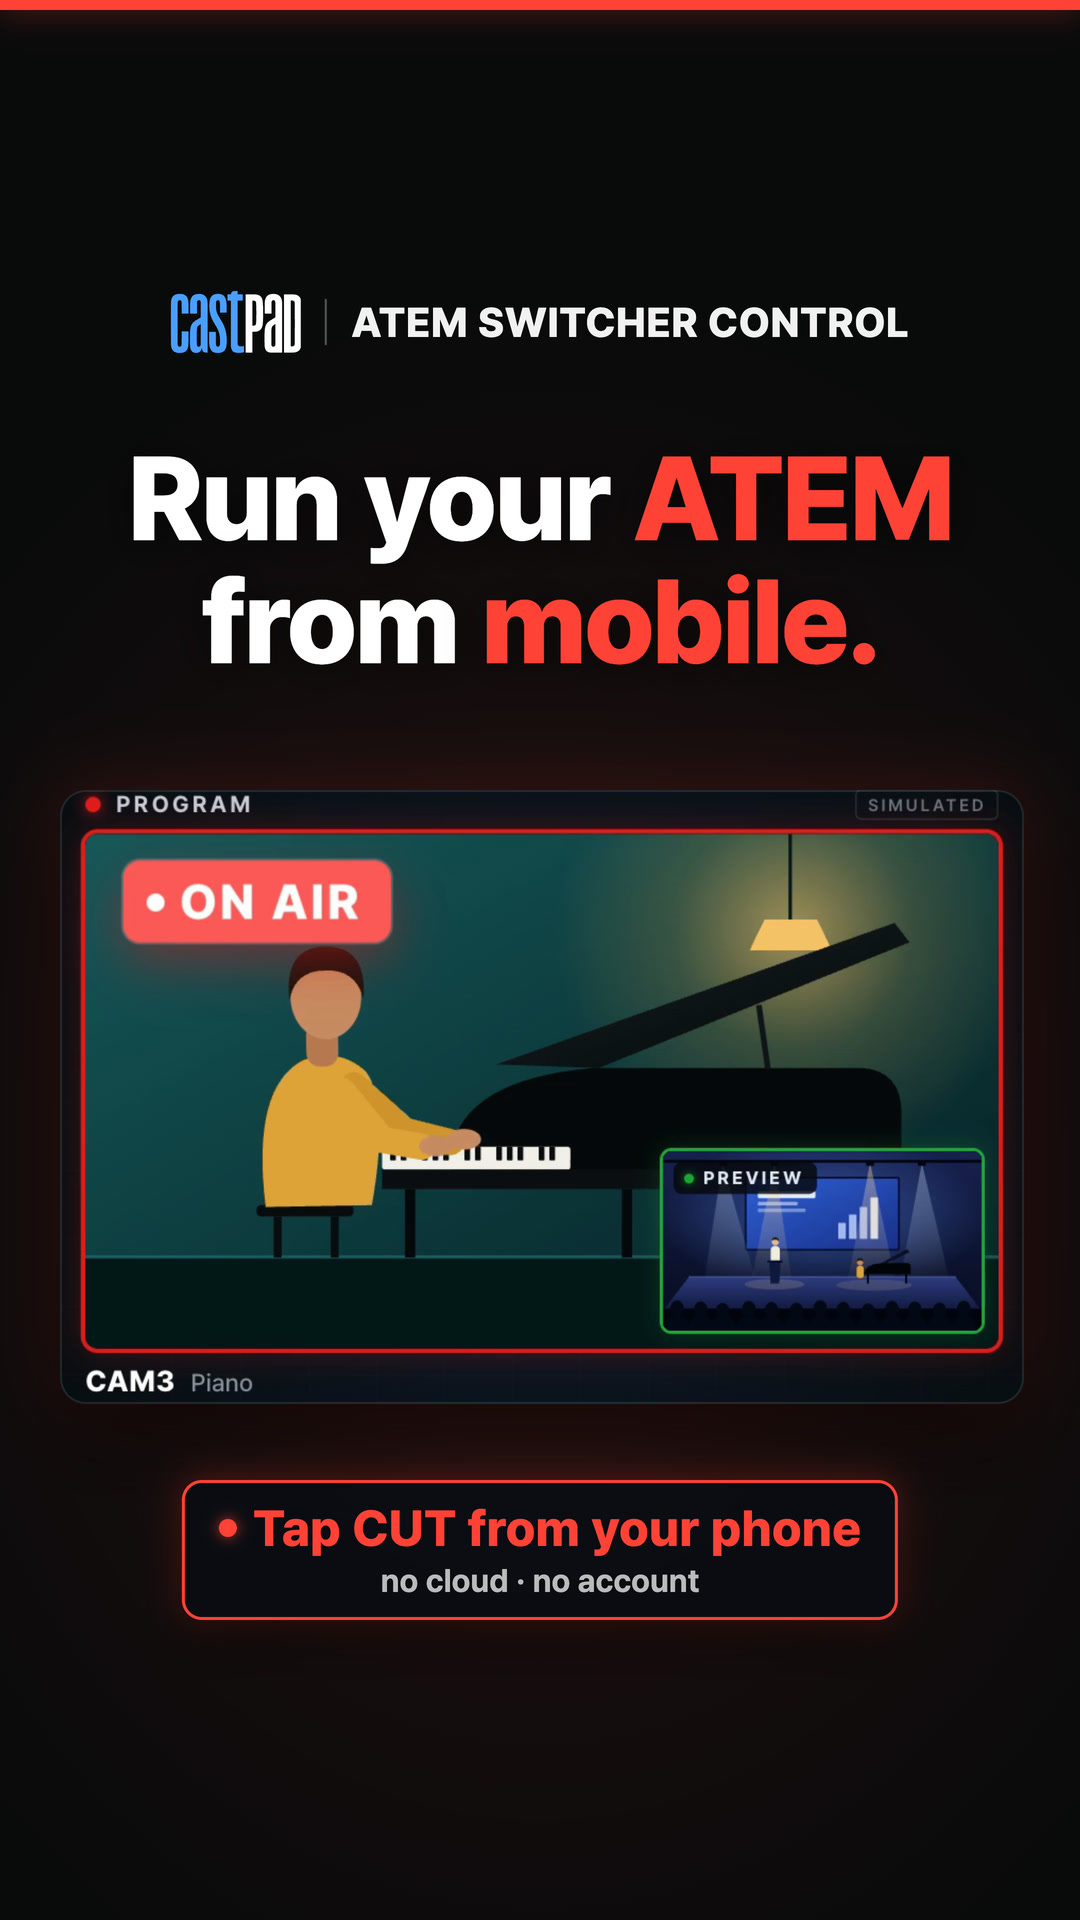 castPAD | ATEM SWITCHER CONTROL
Run your ATEM
from mobile.
PROGRAM
SIMULATED
ON AIR
PREVIEW
CAM3 Piano
Tap CUT from your phone
no cloud · no account